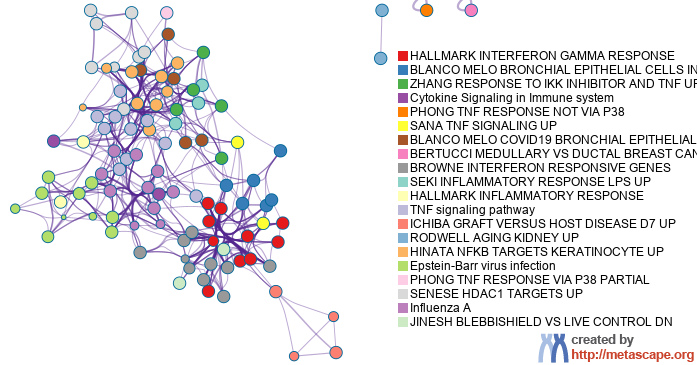 HALLMARK INTERFERON GAMMA RESPONSE
BLANCO MELO BRONCHIAL EPITHELIAL CELLS IN
ZHANG RESPONSE TO IKK INHIBITOR AND TNF UP
Cytokine Signaling in Immune system
PHONG TNF RESPONSE NOT VIA P38
SANA TNF SIGNALING UP
BLANCO MELO COVID19 BRONCHIAL EPITHELIAL
BERTUCCI MEDULLARY VS DUCTAL BREAST CAN
BROWNE INTERFERON RESPONSIVE GENES
SEKI INFLAMMATORY RESPONSE LPS UP
HALLMARK INFLAMMATORY RESPONSE
TNF signaling pathway
ICHIBA GRAFT VERSUS HOST DISEASE D7 UP
RODWELL AGING KIDNEY UP
HINATA NFKB TARGETS KERATINOCYTE UP
Epstein-Barr virus infection
PHONG TNF RESPONSE VIA P38 PARTIAL
SENESE HDAC1 TARGETS UP
Influenza A
JINESH BLEBBISHIELD VS LIVE CONTROL DN
created by
http://metascape.org